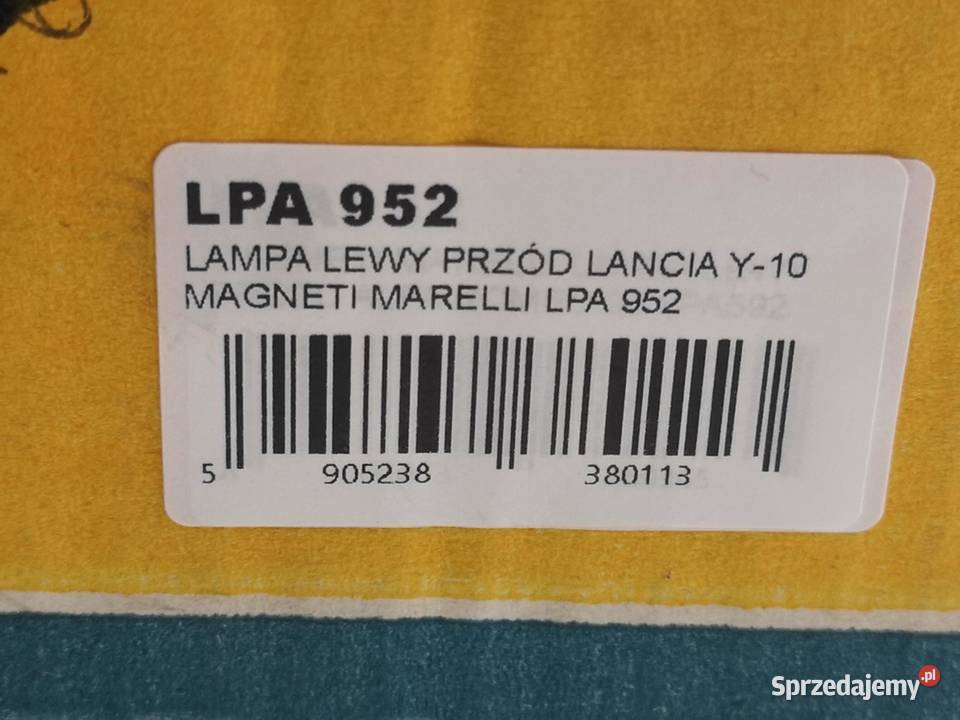 LPA 952
LAMPA LEWY PRZÓD LANCIA Y-10
MAGNETI MARELLI LPA 952
5 905238 380113
Sprzedajemy.pl